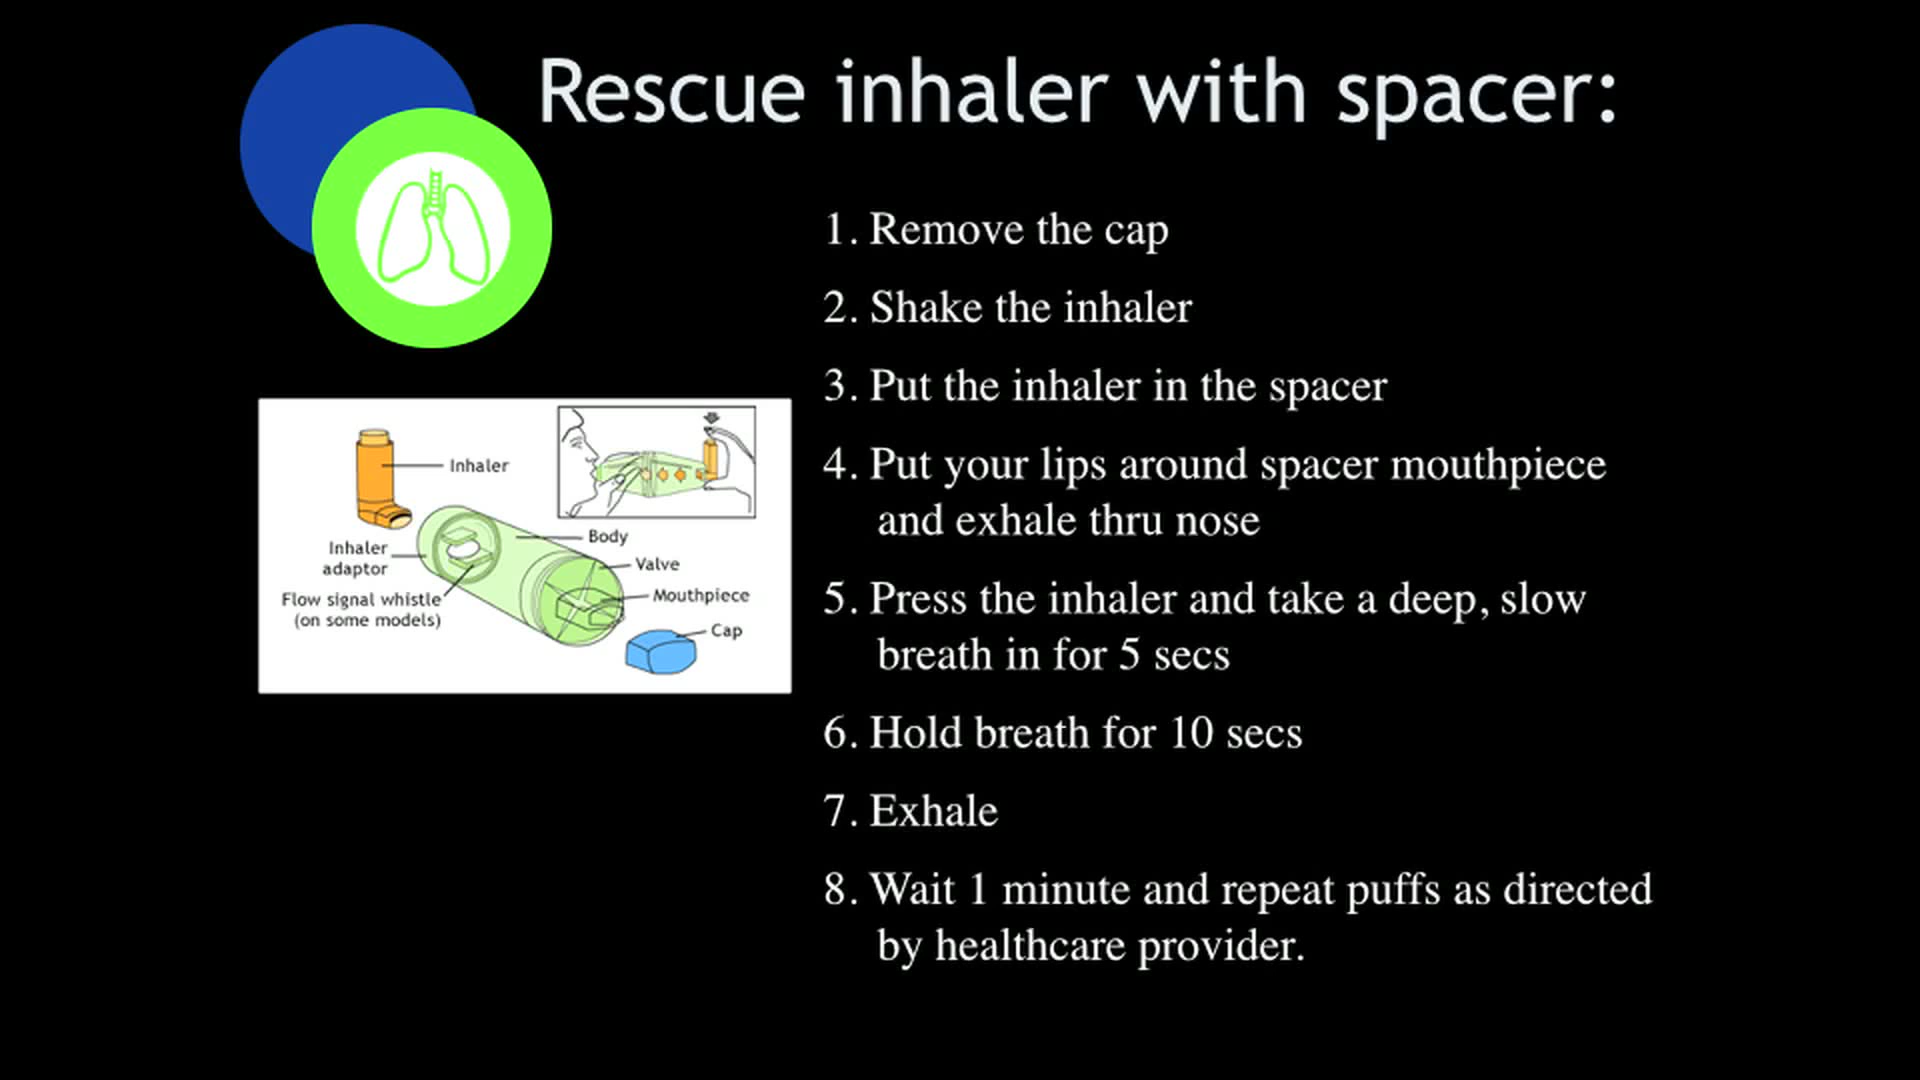 Rescue inhaler with spacer:
1. Remove the cap
2. Shake the inhaler
3. Put the inhaler in the spacer
4. Put your lips around spacer mouthpiece
and exhale thru nose
5. Press the inhaler and take a deep, slow
breath in for 5 secs
6. Hold breath for 10 secs
7. Exhale
8. Wait 1 minute and repeat puffs as directed
by healthcare provider.
Inhaler
Body
Inhaler
adaptor
Valve
Flow signal whistle
(on some models)
Mouthpiece
Cap